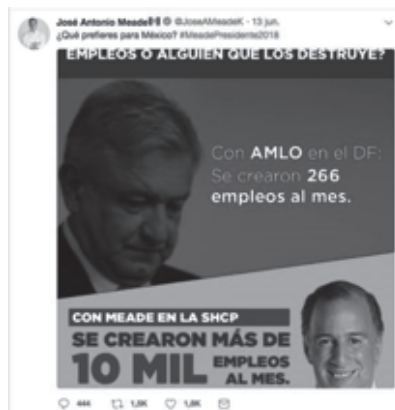 José Antonio Meade @JoseAMeadeK · 13 jun.
¿Qué prefieres para México? #MeadePresidente2018
EMPLEOS O ALGUIEN QUE LOS DESTRUYE?
Con AMLO en el DF:
Se crearon 266
empleos al mes.
CON MEADE EN LA SHCP
SE CREARON MÁS DE
10 MIL EMPLEOS
AL MES.
444 1,8K 1,8K